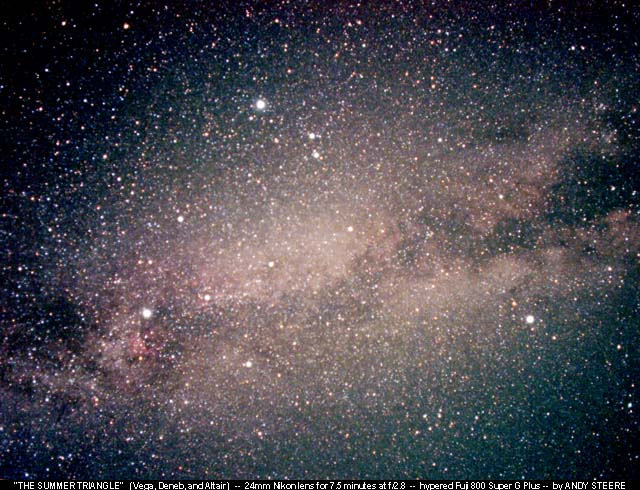 "THE SUMMER TRIANGLE" (Vega, Deneb, and Altair) -- 24mm Nikon lens for 7.5 minutes at f/2.8 -- hypered Fuji 800 Super G Plus -- by ANDY STEERE